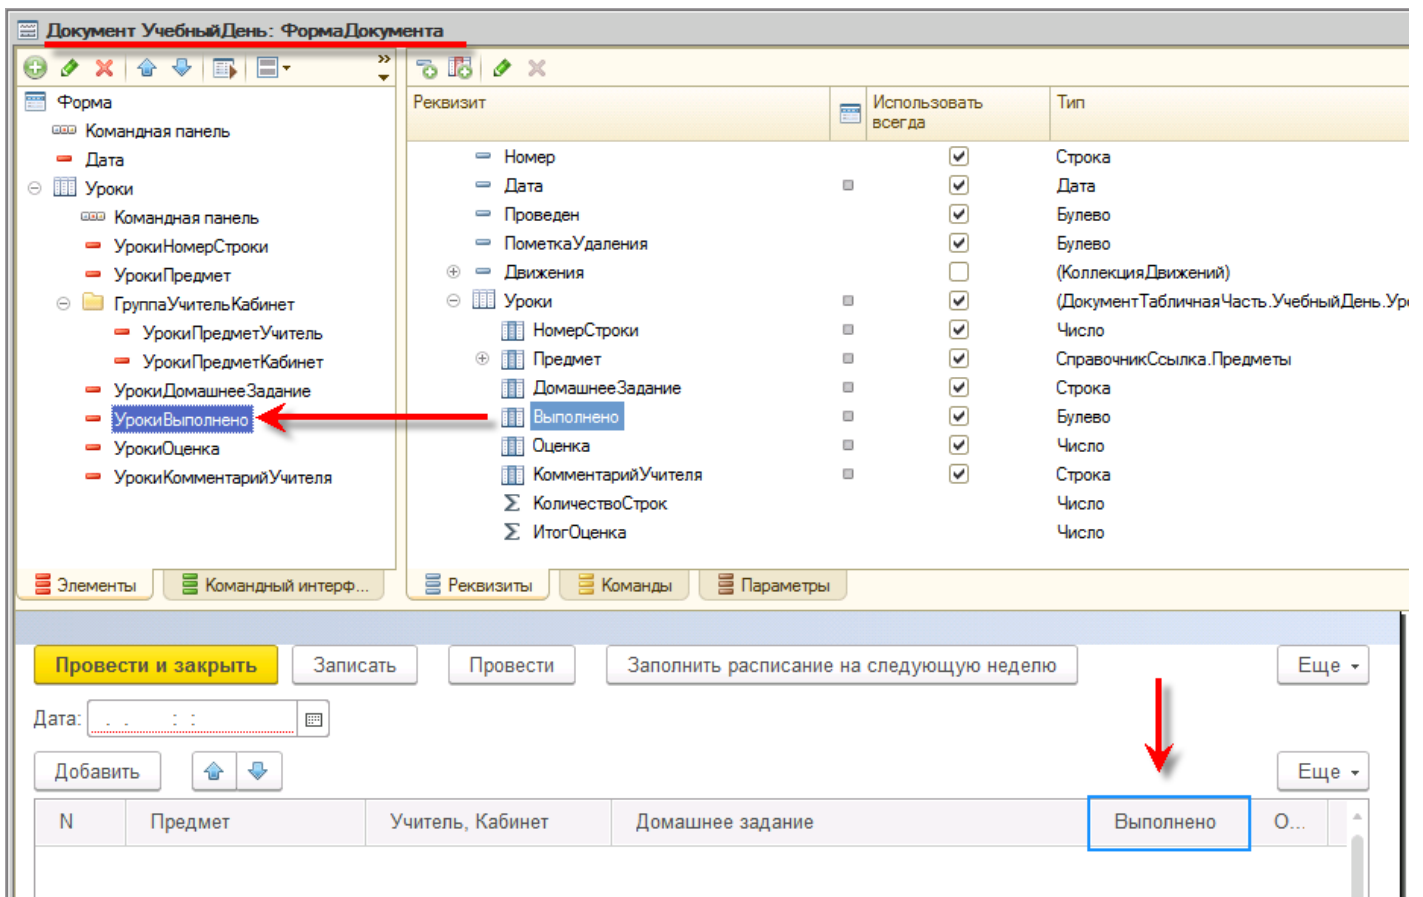 Документ УчебныйДень: ФормаДокумента
Форма
Командная панель
Дата
Уроки
Командная панель
УрокиНомерСтроки
УрокиПредмет
ГруппаУчительКабинет
УрокиПредметУчитель
УрокиПредметКабинет
УрокиДомашнееЗадание
УрокиВыполнено
УрокиОценка
УрокиКомментарийУчителя
Элементы
Командный интерф...
Реквизит
Использовать
всегда
Тип
Номер Строка
Дата Дата
Проведен Булево
ПометкаУдаления Булево
Движения (КоллекцияДвижений)
Уроки (ДокументТабличнаяЧасть.УчебныйДень.Уро
НомерСтроки Число
Предмет СправочникСсылка.Предметы
ДомашнееЗадание Строка
Выполнено Булево
Оценка Число
КомментарийУчителя Строка
Σ КоличествоСтрок Число
Σ ИтогОценка Число
Реквизиты
Команды
Параметры
Провести и закрыть Записать Провести Заполнить расписание на следующую неделю Еще
Дата: . . : :
Добавить Еще
N Предмет Учитель, Кабинет Домашнее задание Выполнено О...